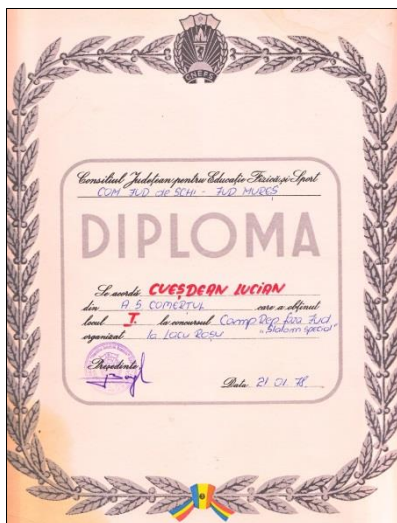 CNEFS
Consiliul Județean pentru Educație Fizică și Sport
COM JUD de SCHI - JUD MUREȘ
DIPLOMA
Se acordă CUEȘDEAN LUCIAN
din A.S. COMERȚUL care a obținut
locul I. la concursul Camp Rep faza Jud
"Slalom special"
organizat la LACU ROȘU
Președinte
Data 21 01. 78.